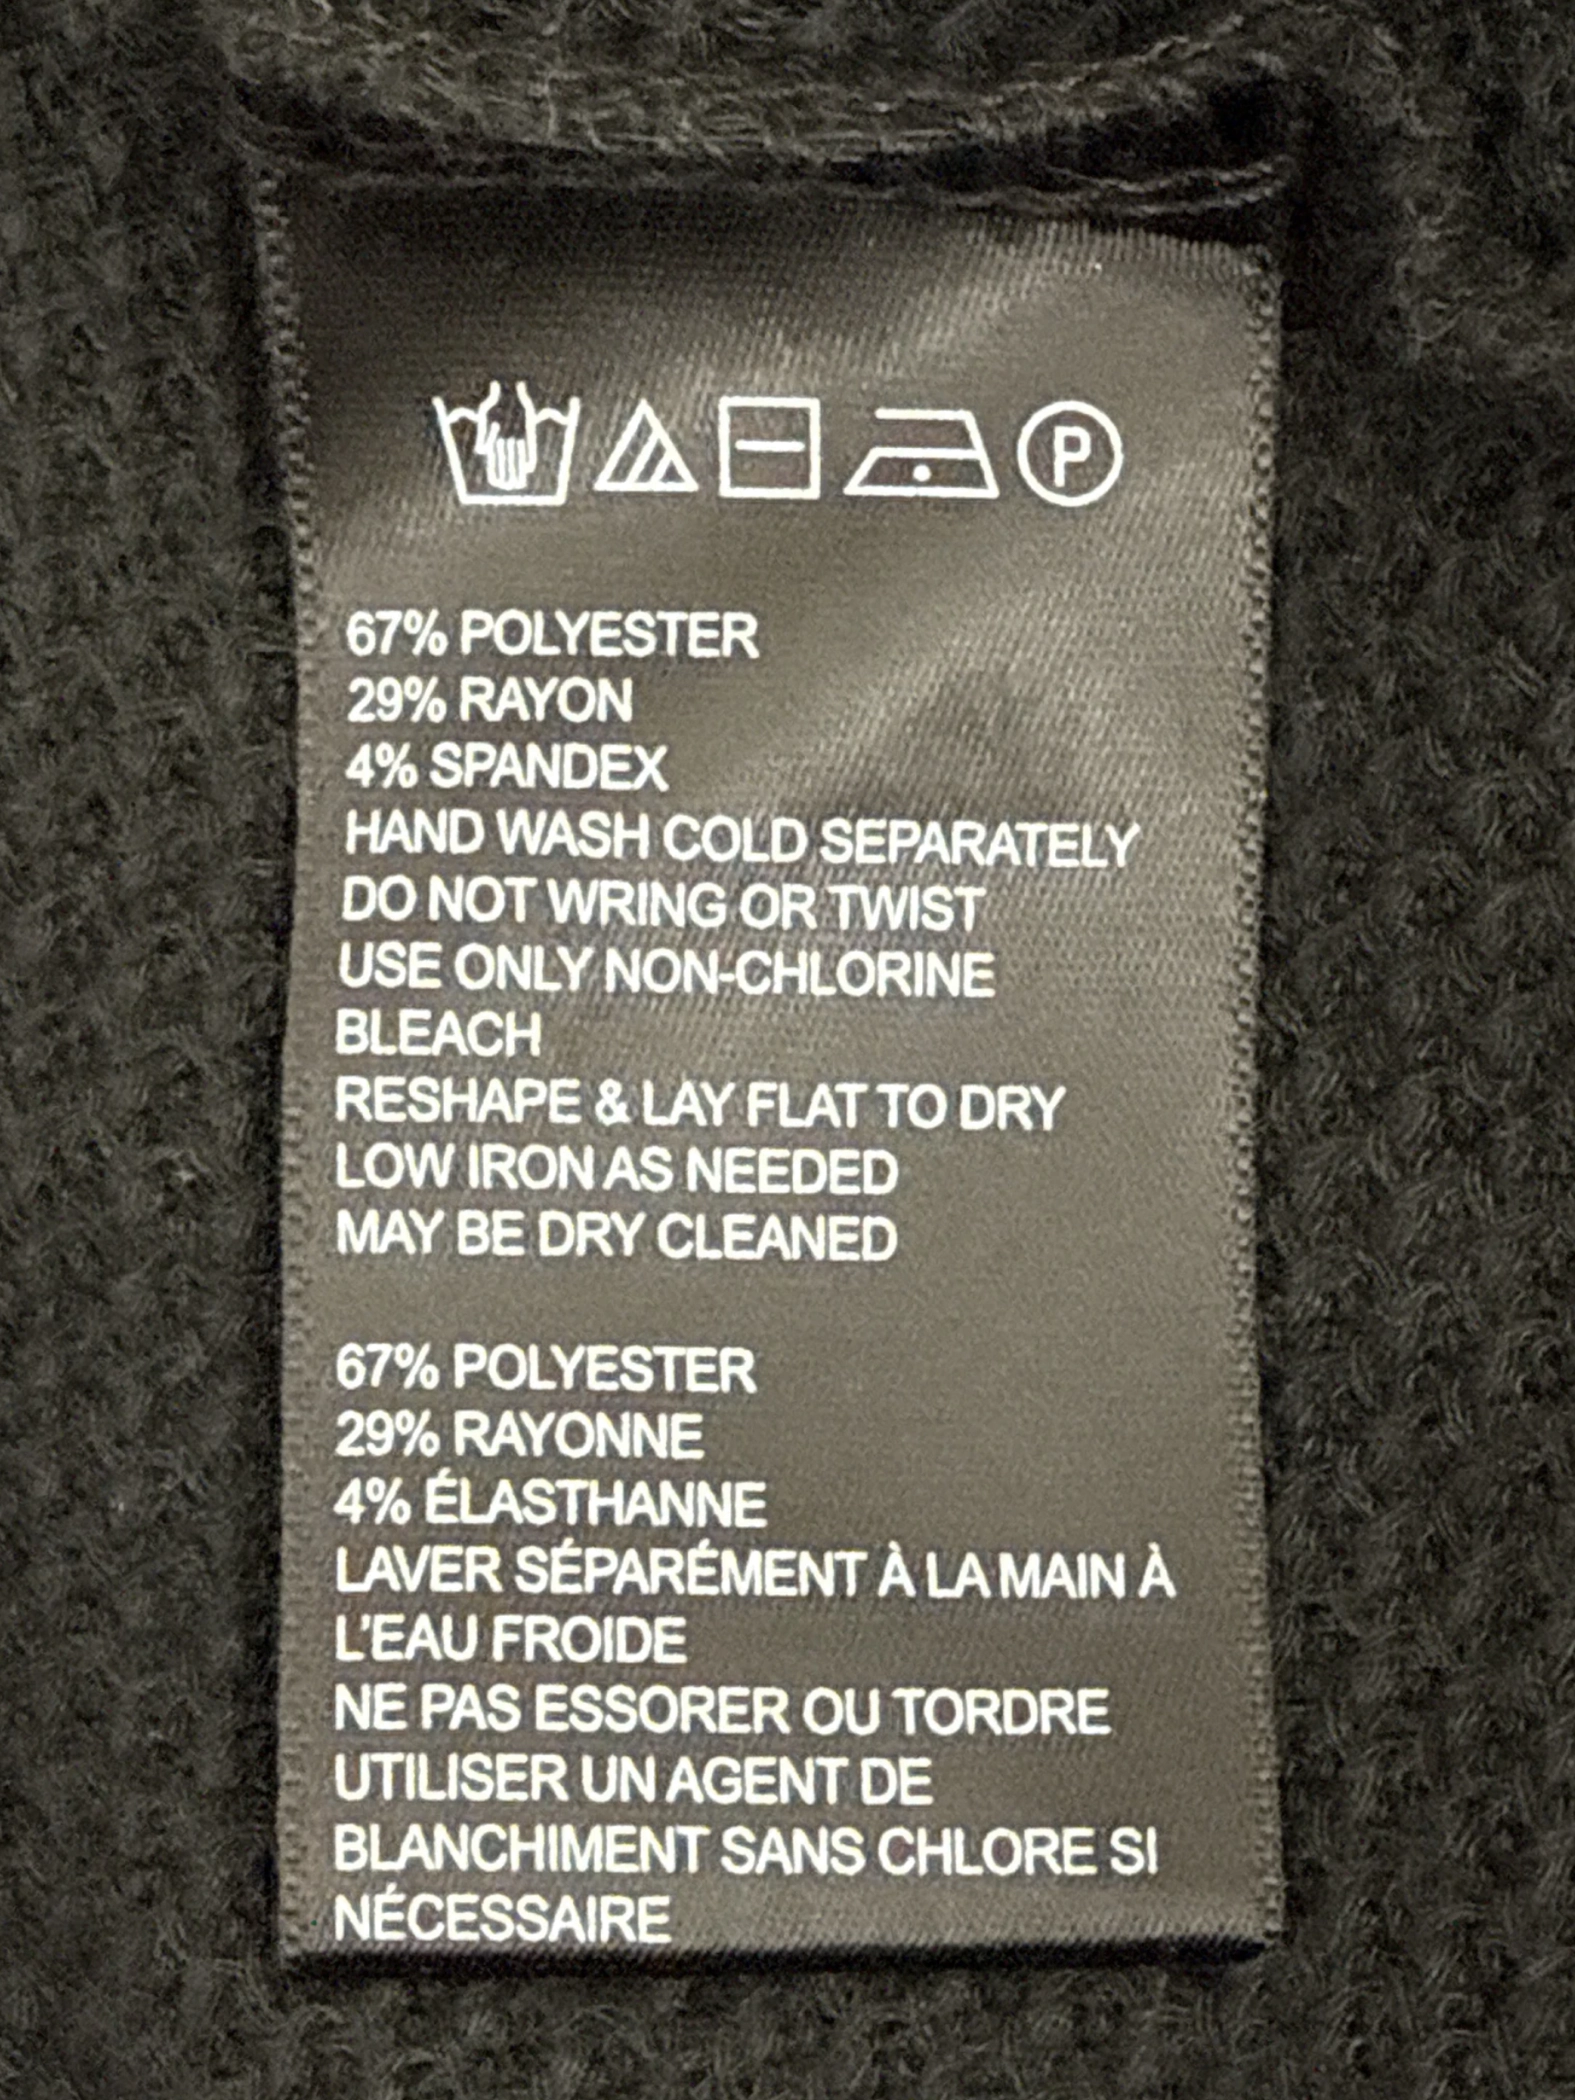 P
67% POLYESTER
29% RAYON
4% SPANDEX
HAND WASH COLD SEPARATELY
DO NOT WRING OR TWIST
USE ONLY NON-CHLORINE
BLEACH
RESHAPE & LAY FLAT TO DRY
LOW IRON AS NEEDED
MAY BE DRY CLEANED
67% POLYESTER
29% RAYONNE
4% ÉLASTHANNE
LAVER SÉPARÉMENT À LA MAIN À
L'EAU FROIDE
NE PAS ESSORER OU TORDRE
UTILISER UN AGENT DE
BLANCHIMENT SANS CHLORE SI
NÉCESSAIRE